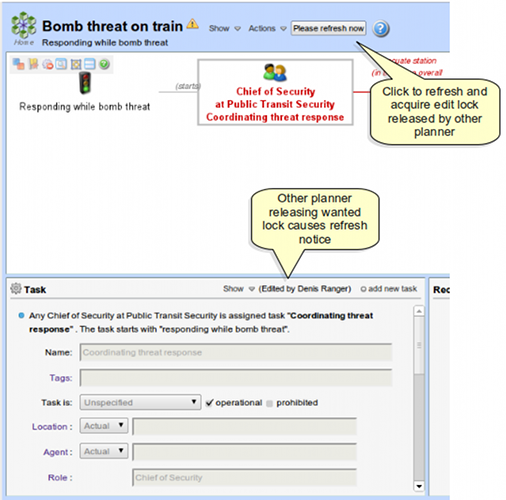 Bomb threat on train Show Actions Please refresh now ?
Home Responding while bomb threat
(starts)
Responding while bomb threat
Chief of Security
at Public Transit Security
Coordinating threat response
uate station
(in overall
Click to refresh and
acquire edit lock
released by other
planner
Other planner
releasing wanted
lock causes refresh
notice
Task Show (Edited by Denis Ranger) add new task Rec
Any Chief of Security at Public Transit Security is assigned task "Coordinating threat
response" . The task starts with "responding while bomb threat".
Name: Coordinating threat response
Tags:
Task is: Unspecified operational prohibited
Location : Actual
Agent : Actual
Role : Chief of Security